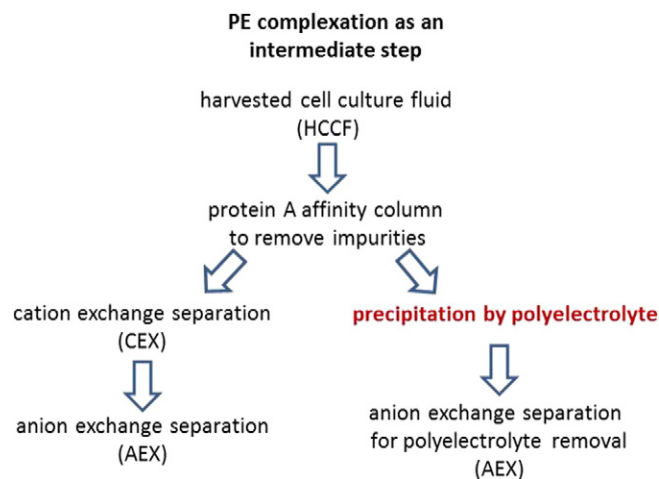 PE complexation as an
intermediate step
harvested cell culture fluid
(HCCF)
protein A affinity column
to remove impurities
cation exchange separation
(CEX)
anion exchange separation
(AEX)
precipitation by polyelectrolyte
anion exchange separation
for polyelectrolyte removal
(AEX)